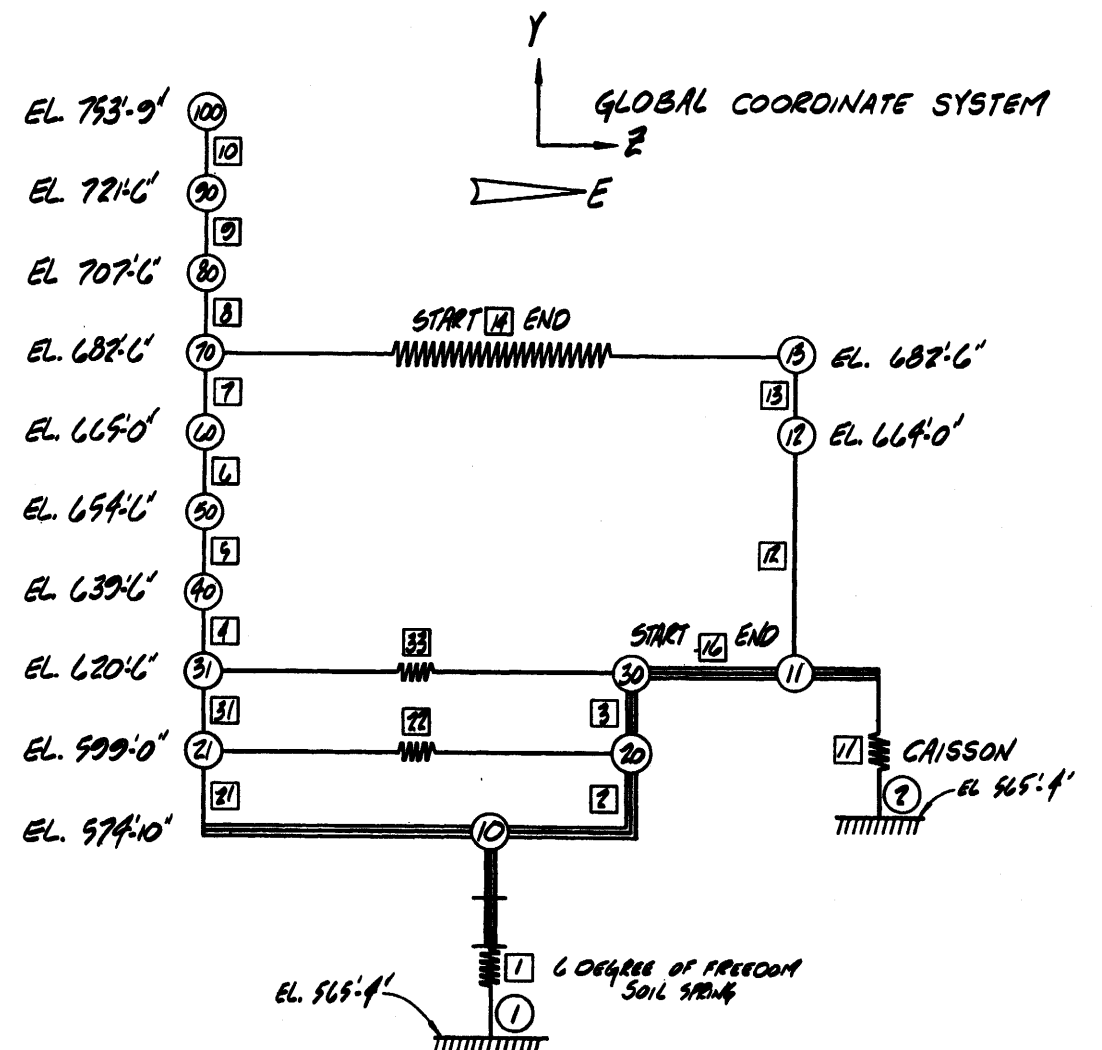 Y
GLOBAL COORDINATE SYSTEM
Z
E
EL. 753'-9"
100
10
EL. 721'-6"
90
9
EL 707'-6"
80
8
START 14 END
EL. 682'-6"
70
13
EL. 682'-6"
7
13
EL. 665'-0"
60
12
EL. 664'-0"
6
EL. 654'-6"
50
5
12
EL. 639'-6"
40
4
33
START 16 END
EL. 620'-6"
31
30
11
31
22
3
EL. 599'-0"
21
20
11
CAISSON
21
2
2
EL 565'-4"
EL. 574'-10"
10
1
6 DEGREE OF FREEDOM
SOIL SPRING
EL. 565'-4"
1